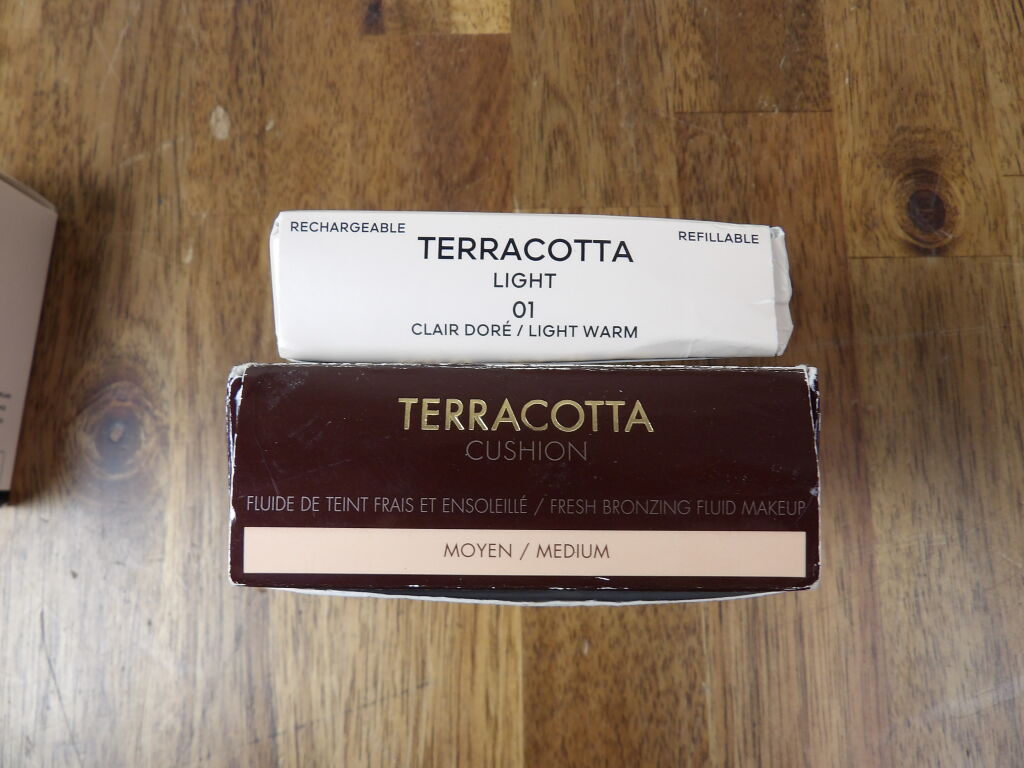 RECHARGEABLE
REFILLABLE
TERRACOTTA
LIGHT
01
CLAIR DORÉ / LIGHT WARM
TERRACOTTA
CUSHION
FLUIDE DE TEINT FRAIS ET ENSOLEILLÉ / FRESH BRONZING FLUID MAKEUP
MOYEN / MEDIUM